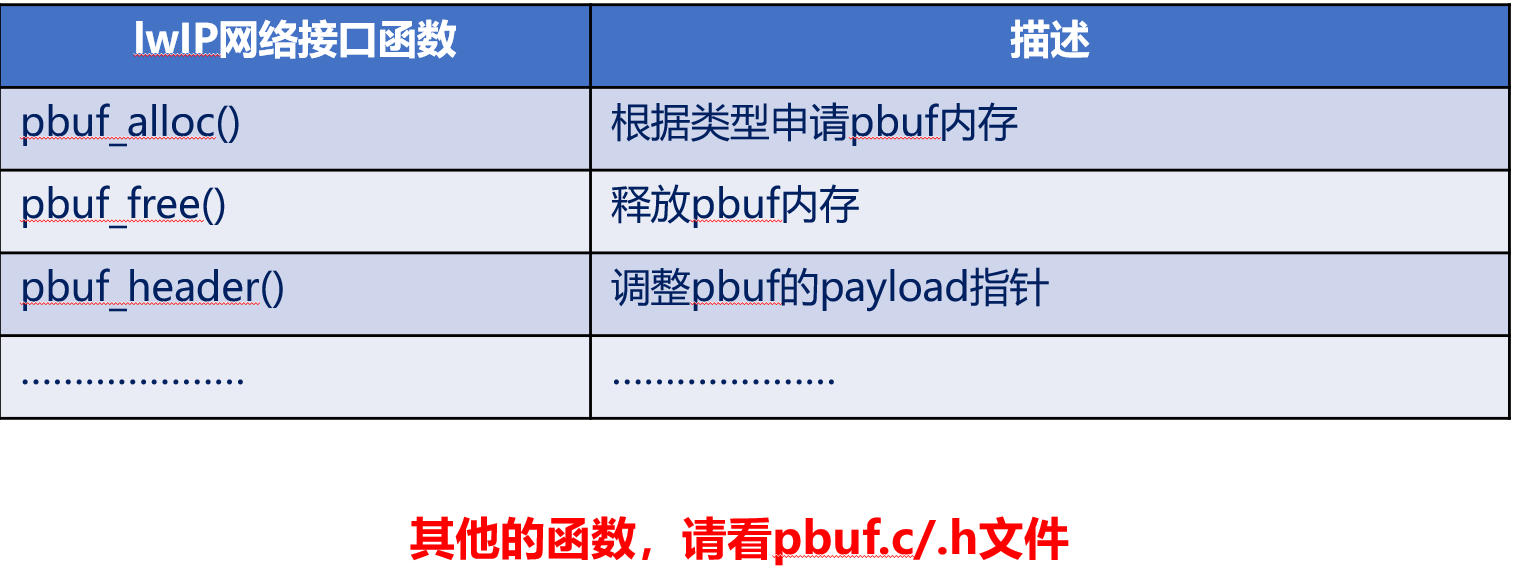 lwIP网络接口函数 描述
pbuf_alloc() 根据类型申请pbuf内存
pbuf_free() 释放pbuf内存
pbuf_header() 调整pbuf的payload指针
..................... .....................
其他的函数，请看pbuf.c/.h文件